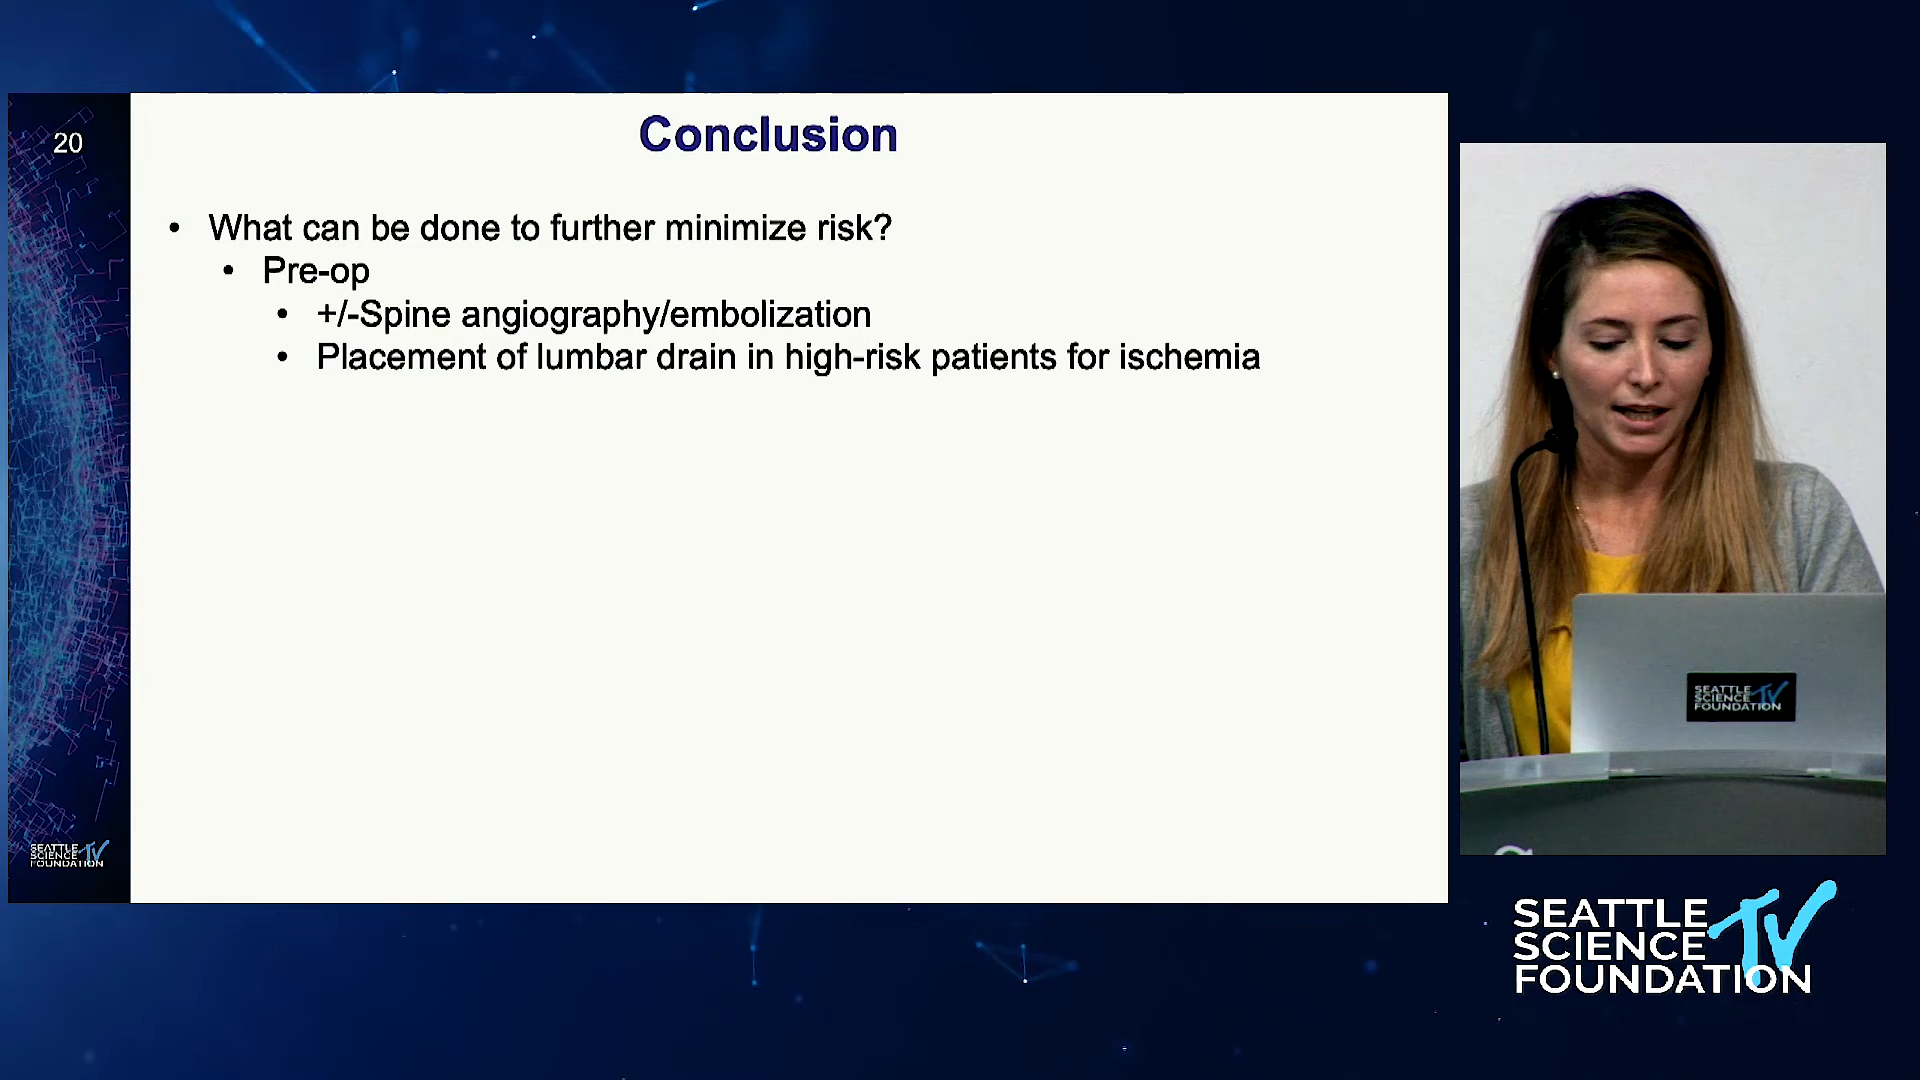 20
Conclusion
• What can be done to further minimize risk?
• Pre-op
• +/-Spine angiography/embolization
• Placement of lumbar drain in high-risk patients for ischemia
SEATTLE
SCIENCE TV
FOUNDATION
SEATTLE
SCIENCE TV
FOUNDATION
SEATTLE
SCIENCE TV
FOUNDATION